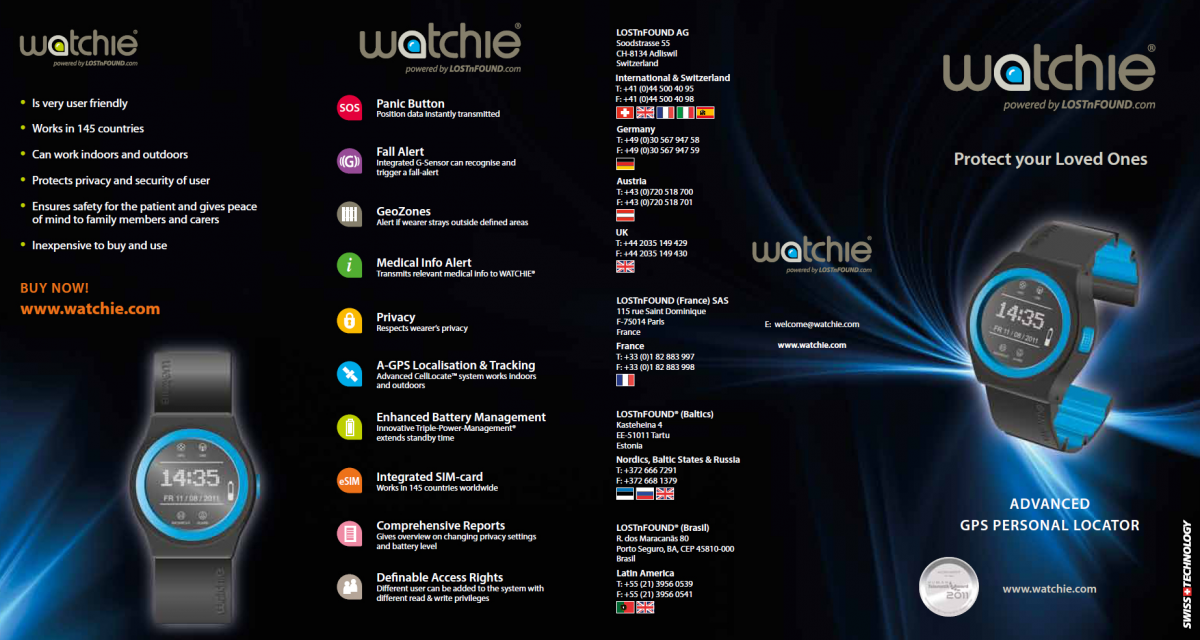 watchie®
powered by LOSTnFOUND.com
• Is very user friendly
• Works in 145 countries
• Can work indoors and outdoors
• Protects privacy and security of user
• Ensures safety for the patient and gives peace
of mind to family members and carers
• Inexpensive to buy and use
BUY NOW!
www.watchie.com
watchie
14:35
FR 11 / 08 / 2011
watchie
watchie®
powered by LOSTnFOUND.com
SOS
Panic Button
Position data instantly transmitted
((G))
Fall Alert
Integrated G-Sensor can recognise and
trigger a fall-alert
GeoZones
Alert if wearer strays outside defined areas
i
Medical Info Alert
Transmits relevant medical info to WATCHIE®
Privacy
Respects wearer's privacy
A-GPS Localisation & Tracking
Advanced CellLocate™ system works indoors
and outdoors
Enhanced Battery Management
Innovative Triple-Power-Management®
extends standby time
eSIM
Integrated SIM-card
Works in 145 countries worldwide
Comprehensive Reports
Gives overview on changing privacy settings
and battery level
Definable Access Rights
Different user can be added to the system with
different read & write privileges
LOSTnFOUND AG
Soodstrasse 55
CH-8134 Adliswil
Switzerland
International & Switzerland
T: +41 (0)44 500 40 95
F: +41 (0)44 500 40 98
Germany
T: +49 (0)30 567 947 58
F: +49 (0)30 567 947 59
Austria
T: +43 (0)720 518 700
F: +43 (0)720 518 701
UK
T: +44 2035 149 429
F: +44 2035 149 430
LOSTnFOUND (France) SAS
115 rue Saint Dominique
F-75014 Paris
France
France
T: +33 (0)1 82 883 997
F: +33 (0)1 82 883 998
LOSTnFOUND® (Baltics)
Kasteheina 4
EE-51011 Tartu
Estonia
Nordics, Baltic States & Russia
T: +372 666 7291
F: +372 668 1379
LOSTnFOUND® (Brasil)
R. dos Maracanãs 80
Porto Seguro, BA, CEP 45810-000
Brasil
Latin America
T: +55 (21) 3956 0539
F: +55 (21) 3956 0541
watchie®
powered by LOSTnFOUND.com
E: welcome@watchie.com
www.watchie.com
watchie®
powered by LOSTnFOUND.com
Protect your Loved Ones
14:35
FR 11 / 08 / 2011
ADVANCED
GPS PERSONAL LOCATOR
2011
www.watchie.com
SWISS+TECHNOLOGY